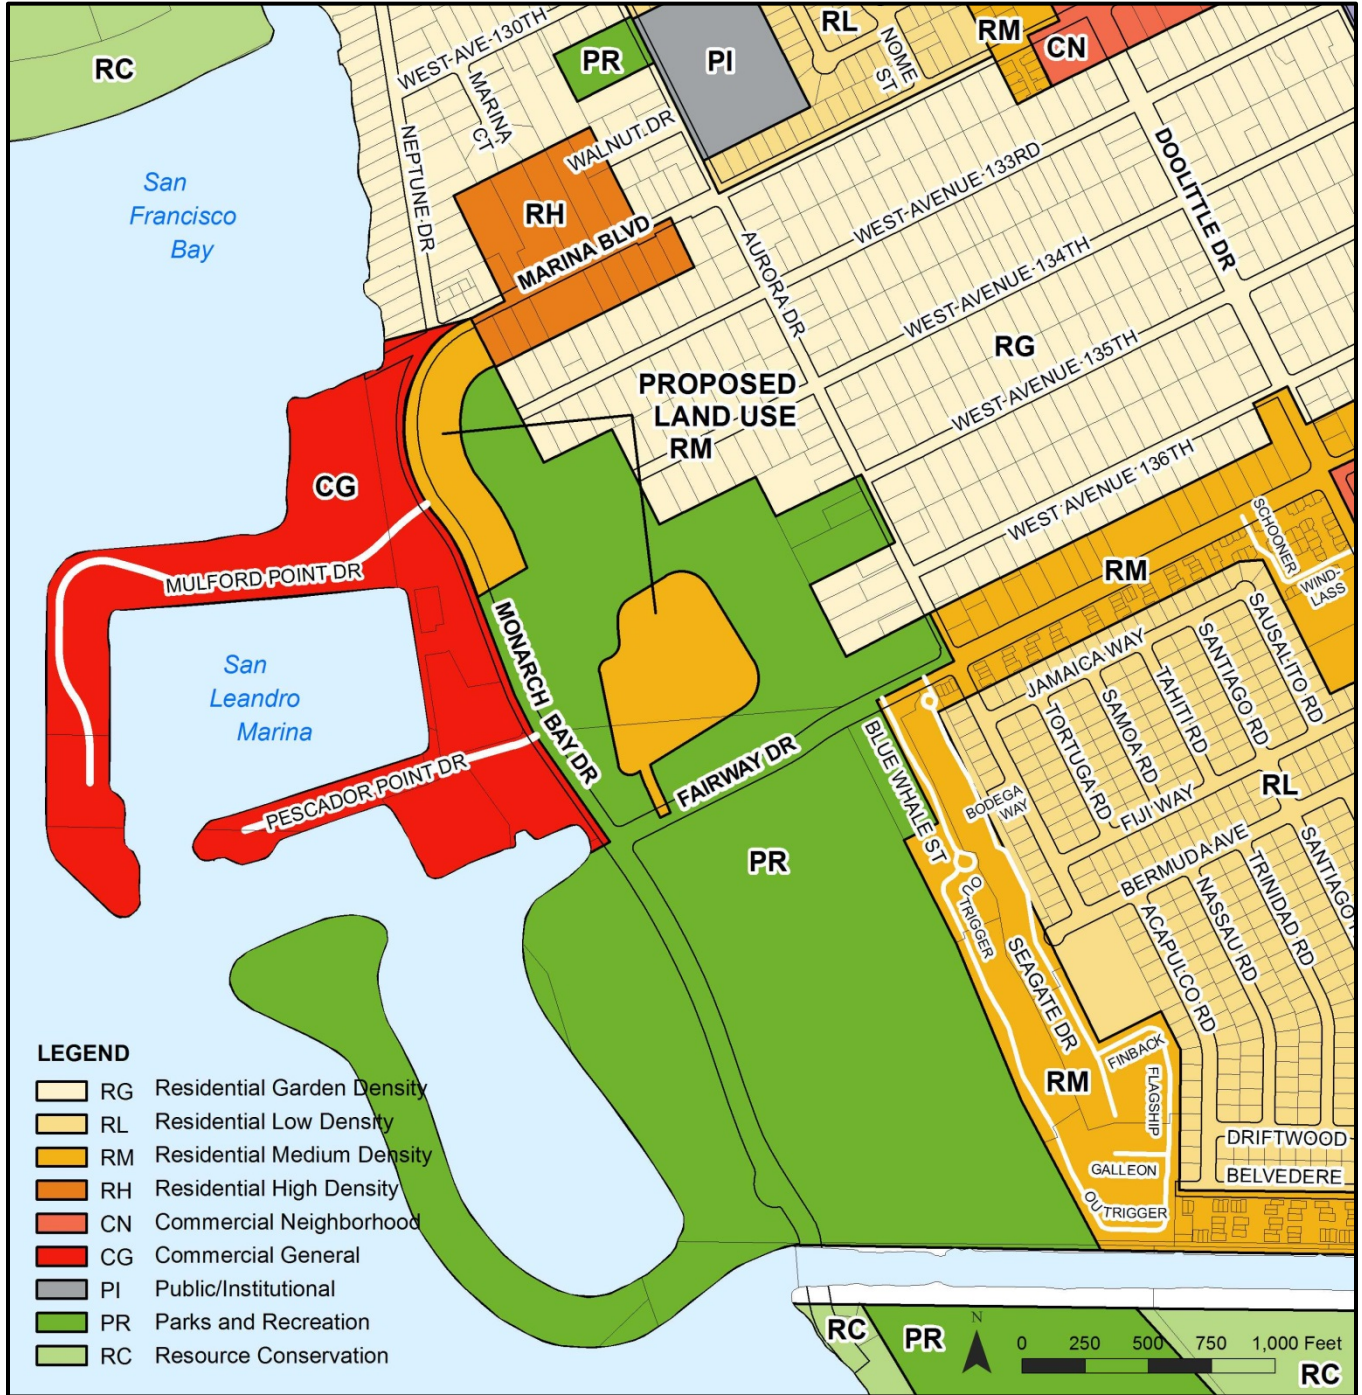 RC
WEST-AVE-130TH
PR
PI
RL
NOME
ST
RM
CN
MARINA
CT
NEPTUNE-DR
WALNUT-DR
San
Francisco
Bay
RH
MARINA BLVD
WEST-AVENUE-133RD
DOOLITTLE DR
AURORA-DR
WEST-AVENUE-134TH
RG
PROPOSED
LAND USE
RM
WEST-AVENUE-135TH
WEST AVENUE-136TH
CG
SCHOONER
WIND-
LASS
RM
MULFORD POINT DR
MONARCH BAY DR
JAMAICA WAY
SAUSALITO RD
SANTIAGO RD
TAHITI RD
SAMOA RD
TORTUGA RD
San
Leandro
Marina
PESCADOR POINT DR
FAIRWAY DR
BLUE WHALE ST
BODEGA
WAY
FIJI WAY
RL
BERMUDA AVE
PR
OUTRIGGER
SEAGATE DR
ACAPULCO RD
NASSAU RD
TRINIDAD RD
SANTIAGO
FINBACK
FLAGSHIP
RM
GALLEON
OUTRIGGER
DRIFTWOOD
BELVEDERE
LEGEND
RG Residential Garden Density
RL Residential Low Density
RM Residential Medium Density
RH Residential High Density
CN Commercial Neighborhood
CG Commercial General
PI Public/Institutional
PR Parks and Recreation
RC Resource Conservation
RC
PR
N
0 250 500 750 1,000 Feet
RC